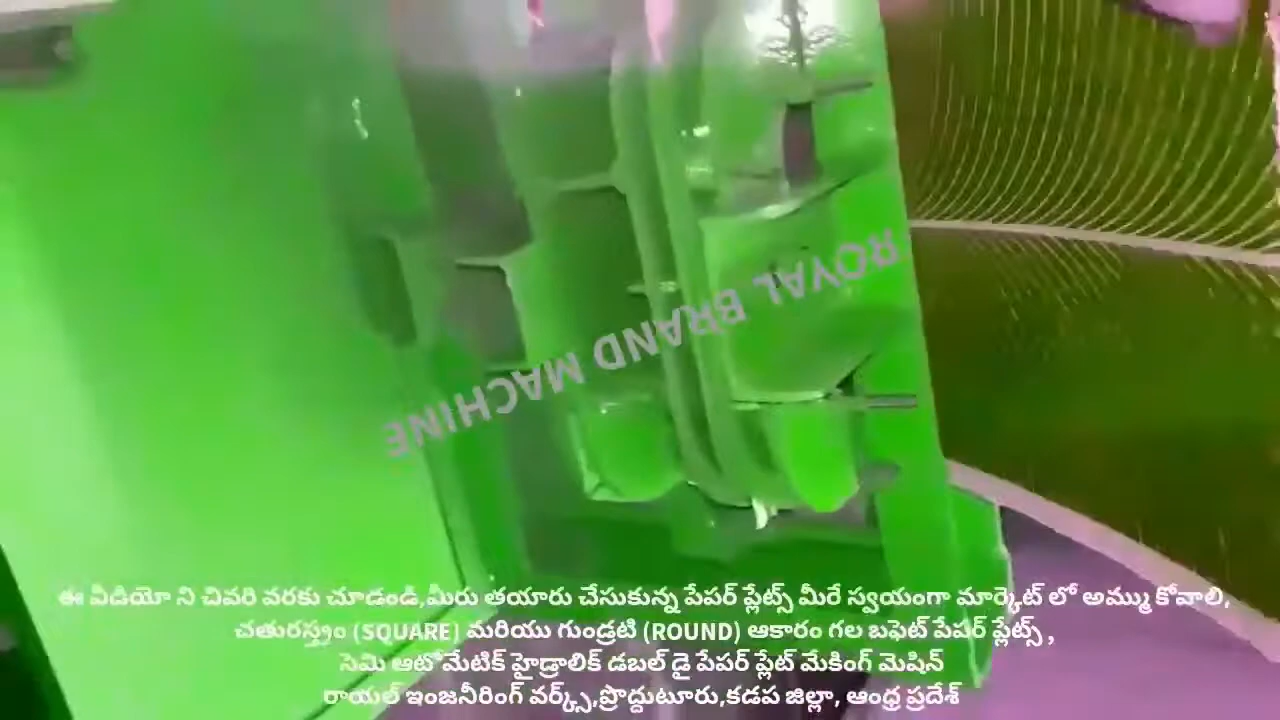 ROYAL BRAND MACHINE
ఈ వీడియో ని చివరి వరకు చూడండి,మీరు తయారు చేసుకున్న పేపర్ ప్లేట్స్ మీరే స్వయంగా మార్కెట్ లో అమ్ము కోవాలి,
చతురస్త్రం (SQUARE) మరియు గుండ్రటి (ROUND) ఆకారం గల బఫెట్ పేపర్ ప్లేట్స్ ,
సెమి ఆటోమేటిక్ హైడ్రాలిక్ డబల్ డై పేపర్ ప్లేట్ మేకింగ్ మెషిన్
రాయల్ ఇంజనీరింగ్ వర్క్స్,ప్రొద్దుటూరు,కడప జిల్లా, ఆంధ్ర ప్రదేశ్